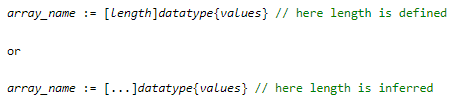 array_name := [length]datatype{values} // here length is defined
or
array_name := [...]datatype{values} // here length is inferred